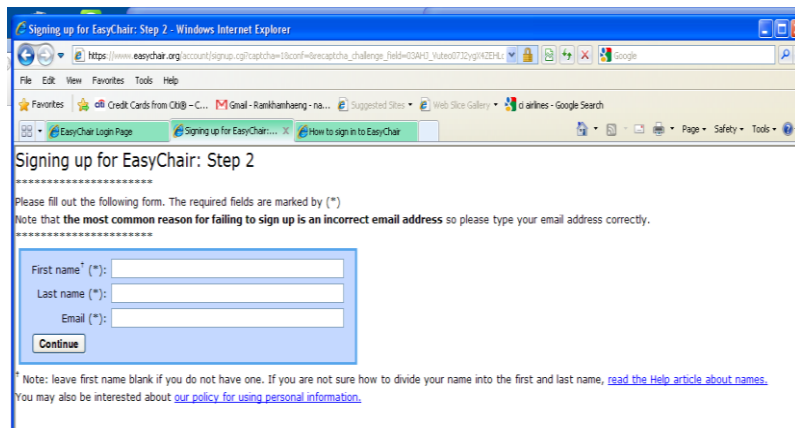 Signing up for EasyChair: Step 2 - Windows Internet Explorer
https://www.easychair.org/account/signup.cgi?captcha=1&conf=&recaptcha_challenge_field=
Google
File Edit View Favorites Tools Help
Favorites Credit Cards from Citi® – C... Gmail - Ramkhamhaeng - na... Suggested Sites Web Slice Gallery ci airlines - Google Search
EasyChair Login Page Signing up for EasyChair:... X How to sign in to EasyChair Page Safety Tools
Signing up for EasyChair: Step 2
**********************
Please fill out the following form. The required fields are marked by (*)
Note that the most common reason for failing to sign up is an incorrect email address so please type your email address correctly.
**********************
First name† (*):
Last name (*):
Email (*):
Continue
† Note: leave first name blank if you do not have one. If you are not sure how to divide your name into the first and last name, read the Help article about names.
You may also be interested about our policy for using personal information.